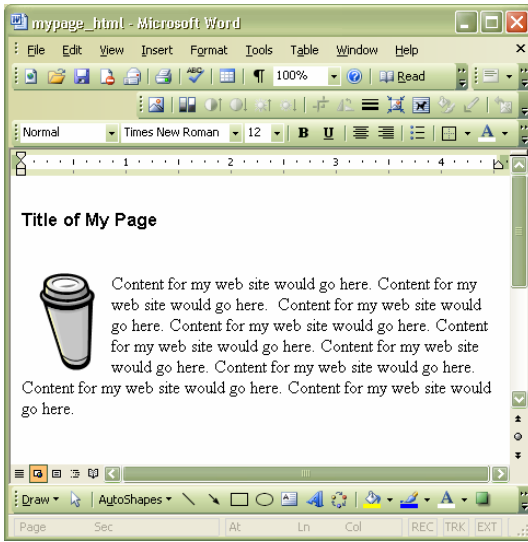 mypage_html - Microsoft Word
File Edit View Insert Format Tools Table Window Help
ABC ¶ 100% Read
Normal Times New Roman 12 B U A
1 2 3 4
Title of My Page
Content for my web site would go here. Content for my
web site would go here.  Content for my web site would
go here. Content for my web site would go here. Content
for my web site would go here. Content for my web site
would go here. Content for my web site would go here.
Content for my web site would go here. Content for my web site would
go here.
Draw AutoShapes A A
Page Sec At Ln Col REC TRK EXT